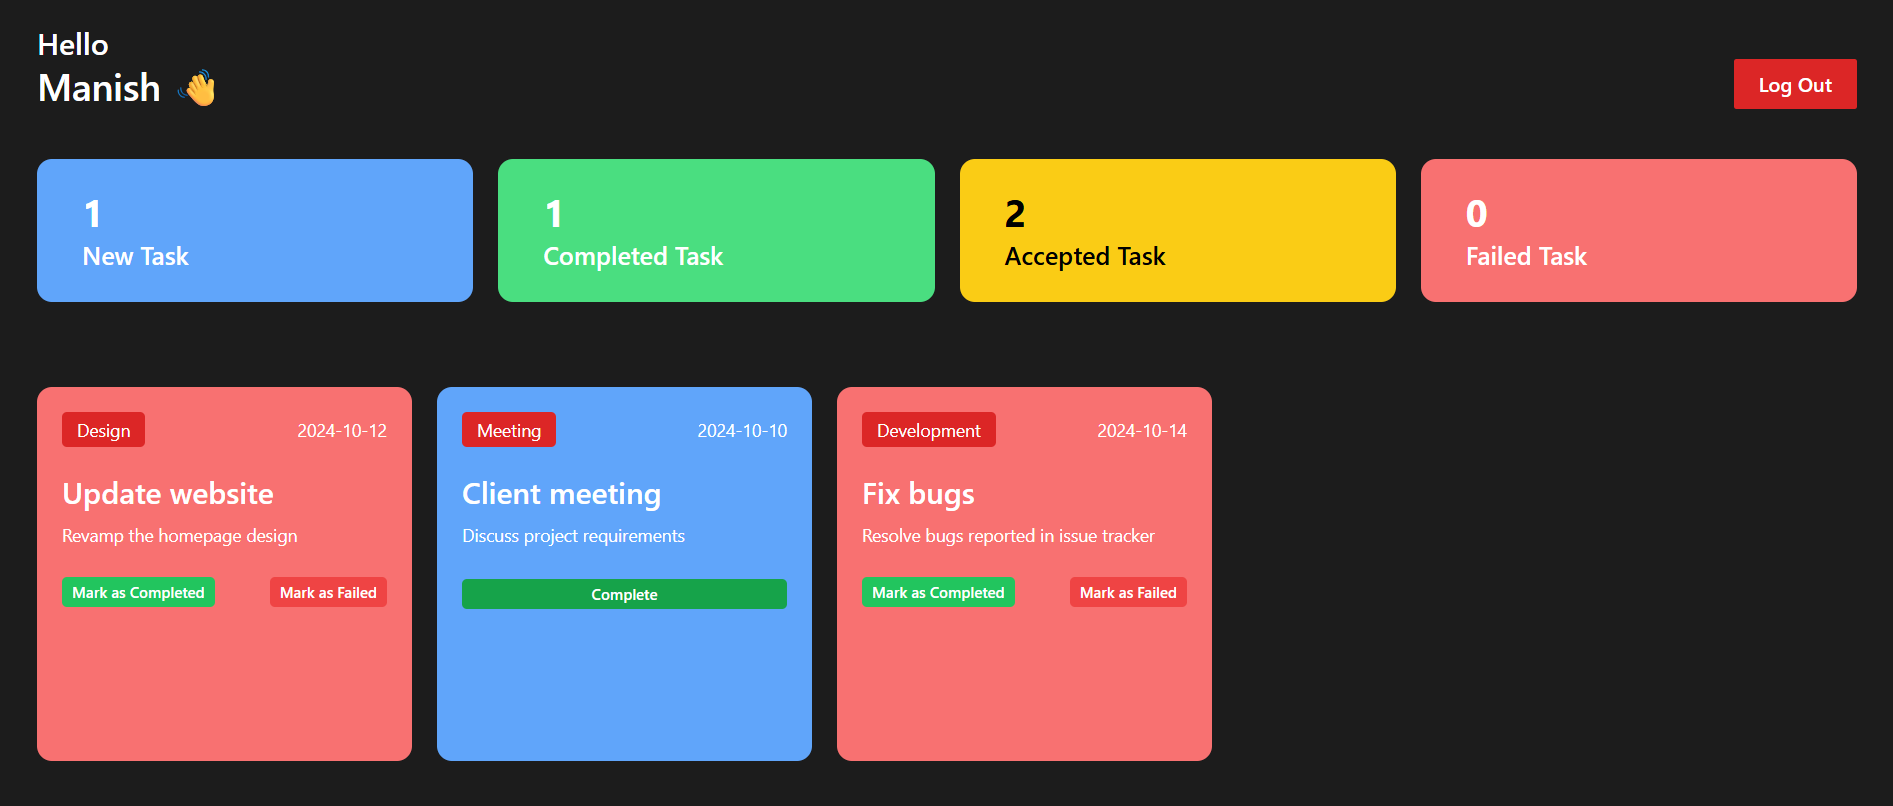 Hello
Manish 👋
Log Out
1
New Task
1
Completed Task
2
Accepted Task
0
Failed Task
Design
2024-10-12
Update website
Revamp the homepage design
Mark as Completed
Mark as Failed
Meeting
2024-10-10
Client meeting
Discuss project requirements
Complete
Development
2024-10-14
Fix bugs
Resolve bugs reported in issue tracker
Mark as Completed
Mark as Failed